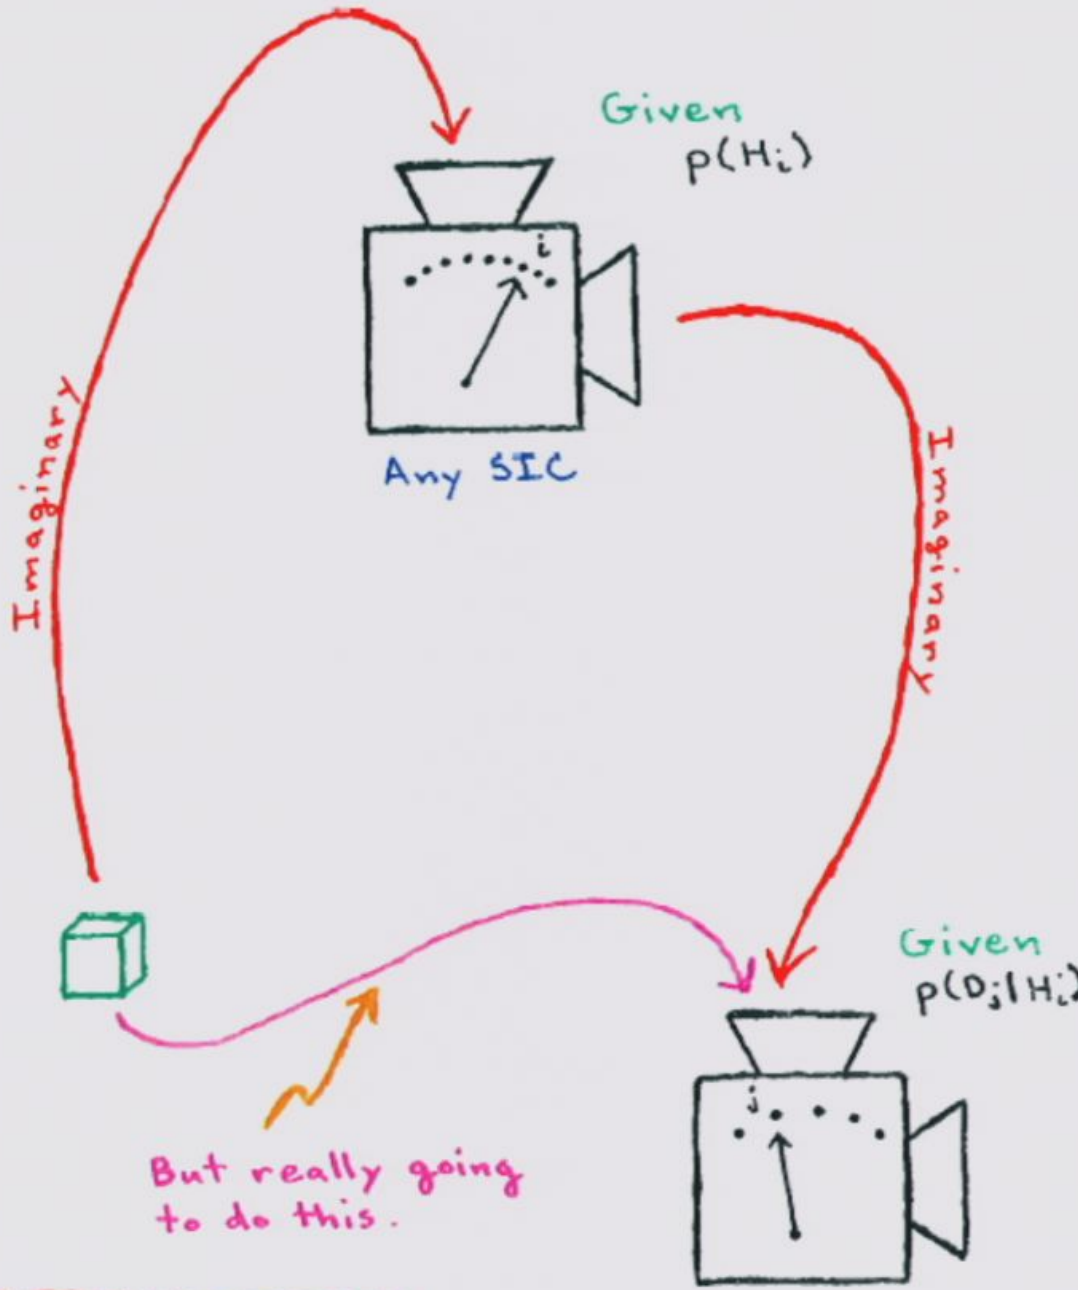 Given
p(Hi)
i
Any SIC
Imaginary
Imaginary
Given
p(Dj|Hi)
j
But really going
to do this.